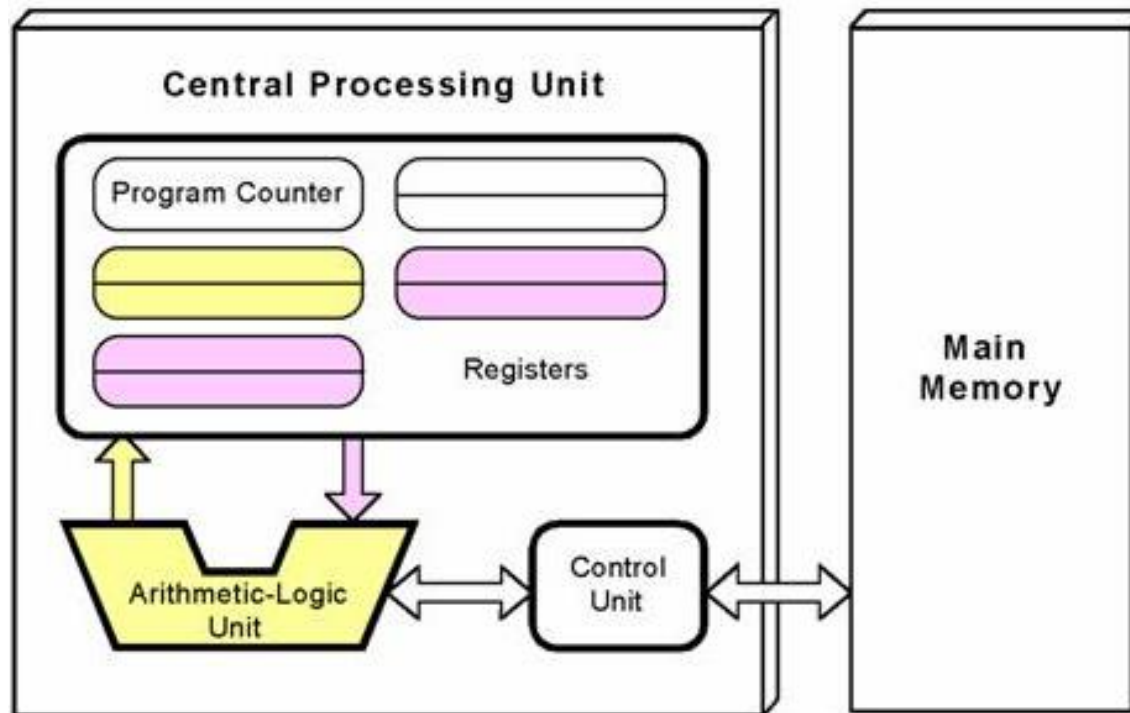 Central Processing Unit
Program Counter
Registers
Main
Memory
Arithmetic-Logic
Unit
Control
Unit